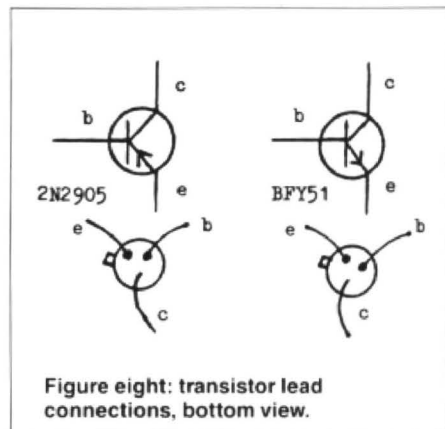 c
c
b
b
e
e
2N2905
BFY51
e
b
e
b
c
c
Figure eight: transistor lead
connections, bottom view.